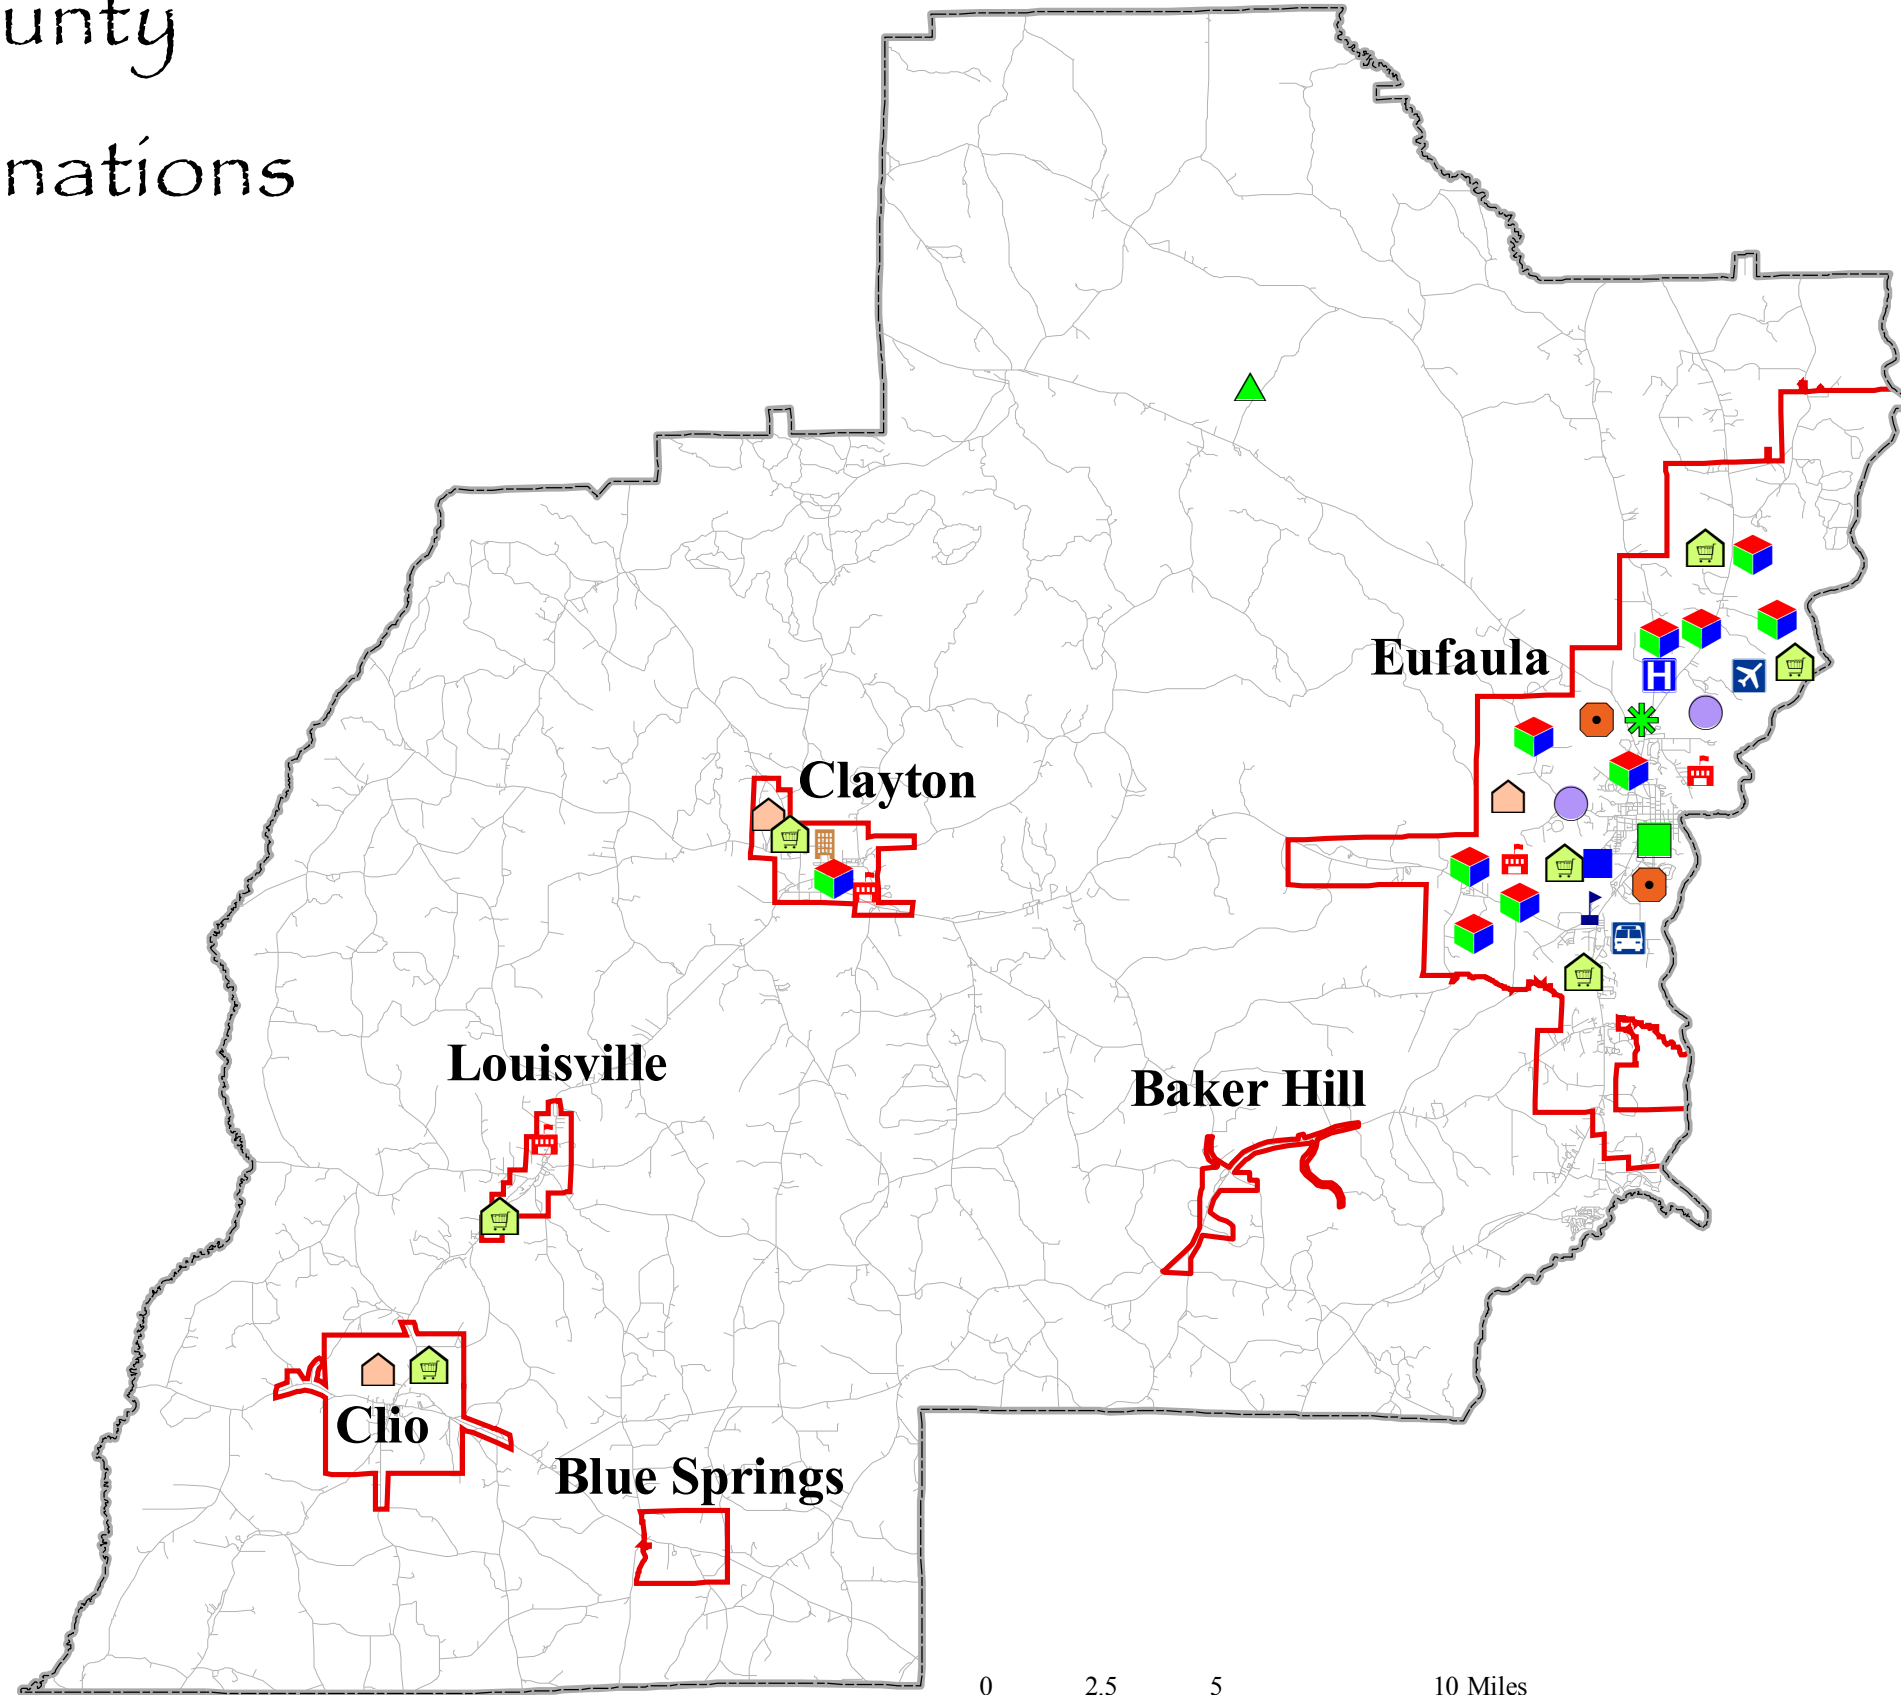 unty
nations
Eufaula
Clayton
Louisville
Baker Hill
Clio
Blue Springs
H
0 2.5 5 10 Miles